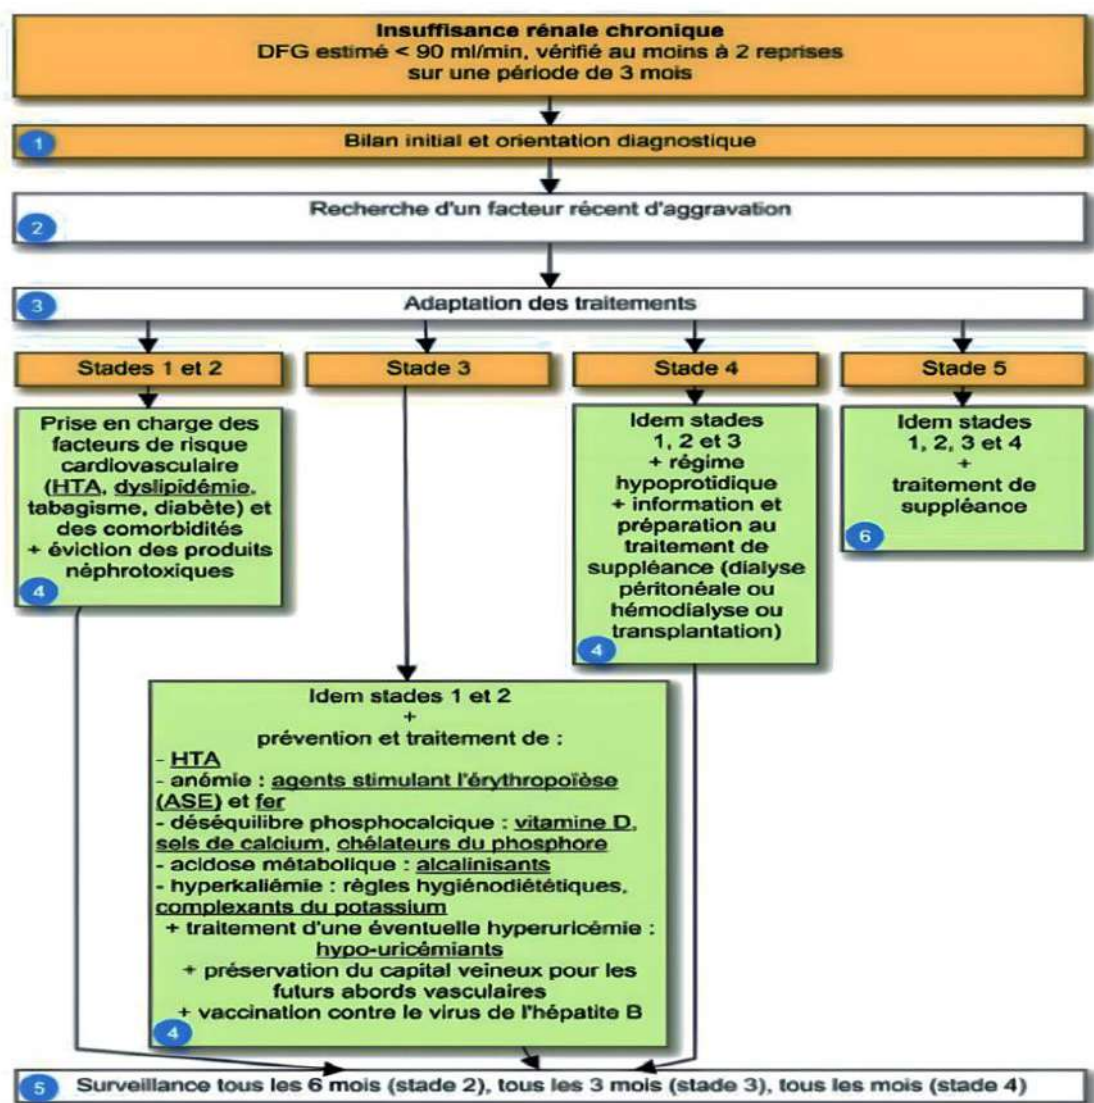 Insuffisance rénale chronique
DFG estimé < 90 ml/min, vérifié au moins à 2 reprises
sur une période de 3 mois
1
Bilan initial et orientation diagnostique
2
Recherche d'un facteur récent d'aggravation
3
Adaptation des traitements
Stades 1 et 2
Stade 3
Stade 4
Stade 5
Prise en charge des
facteurs de risque
cardiovasculaire
(HTA, dyslipidémie,
tabagisme, diabète) et
des comorbidités
+ éviction des produits
néphrotoxiques
4
Idem stades
1, 2 et 3
+ régime
hypoprotidique
+ information et
préparation au
traitement de
suppléance (dialyse
péritonéale ou
hémodialyse ou
transplantation)
4
Idem stades
1, 2, 3 et 4
+
traitement de
suppléance
6
Idem stades 1 et 2
+
prévention et traitement de :
- HTA
- anémie : agents stimulant l'érythropoïèse
(ASE) et fer
- déséquilibre phosphocalcique : vitamine D,
sels de calcium, chélateurs du phosphore
- acidose métabolique : alcalinisants
- hyperkaliémie : règles hygiénodiététiques,
complexants du potassium
+ traitement d'une éventuelle hyperuricémie :
hypo-uricémiants
+ préservation du capital veineux pour les
futurs abords vasculaires
+ vaccination contre le virus de l'hépatite B
4
5
Surveillance tous les 6 mois (stade 2), tous les 3 mois (stade 3), tous les mois (stade 4)